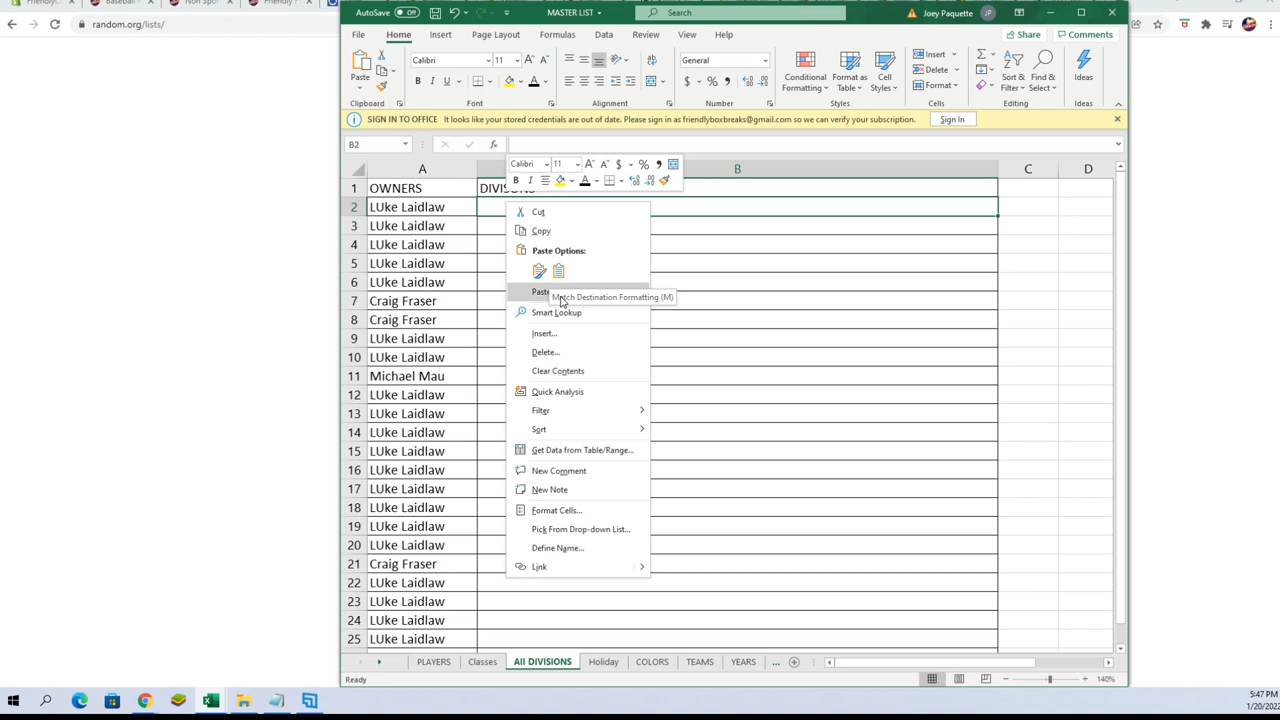 FriendlyC
Baseball
Non Spor
Friendly P
random.org/lists/
AutoSave Off
MASTER LIST
Search
Joey Paquette JP
File Home Insert Page Layout Formulas Data Review View Help
Share Comments
Calibri 11
General
Insert
Delete
Format
Paste
Conditional Formatting
Format as Table
Cell Styles
Sort & Filter
Find & Select
Ideas
Clipboard Font Alignment Number Styles Cells Editing Ideas
SIGN IN TO OFFICE It looks like your stored credentials are out of date. Please sign in as friendlyboxbreaks@gmail.com so we can verify your subscription. Sign In
B2
Calibri 11
A B C D
1 OWNERS
2 LUke Laidlaw
3 LUke Laidlaw
4 LUke Laidlaw
5 LUke Laidlaw
6 LUke Laidlaw
7 Craig Fraser
8 Craig Fraser
9 LUke Laidlaw
10 LUke Laidlaw
11 Michael Mau
12 LUke Laidlaw
13 LUke Laidlaw
14 LUke Laidlaw
15 LUke Laidlaw
16 LUke Laidlaw
17 LUke Laidlaw
18 LUke Laidlaw
19 LUke Laidlaw
20 LUke Laidlaw
21 Craig Fraser
22 LUke Laidlaw
23 LUke Laidlaw
24 LUke Laidlaw
25 LUke Laidlaw
Cut
Copy
Paste Options:
Paste
Match Destination Formatting (M)
Smart Lookup
Insert...
Delete...
Clear Contents
Quick Analysis
Filter
Sort
Get Data from Table/Range...
New Comment
New Note
Format Cells...
Pick From Drop-down List...
Define Name...
Link
PLAYERS Classes All DIVISIONS Holiday COLORS TEAMS YEARS ...
Ready
140%
5:47 PM
1/20/2022